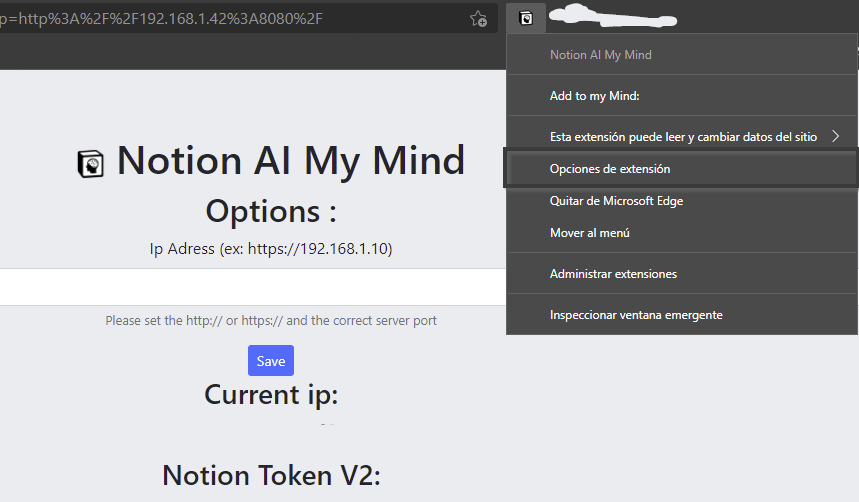 p=http%3A%2F%2F192.168.1.42%3A8080%2F
Notion AI My Mind
Add to my Mind:
Esta extensión puede leer y cambiar datos del sitio
Opciones de extensión
Quitar de Microsoft Edge
Mover al menú
Administrar extensiones
Inspeccionar ventana emergente
Notion AI My Mind
Options :
Ip Adress (ex: https://192.168.1.10)
Please set the http:// or https:// and the correct server port
Save
Current ip:
Notion Token V2: